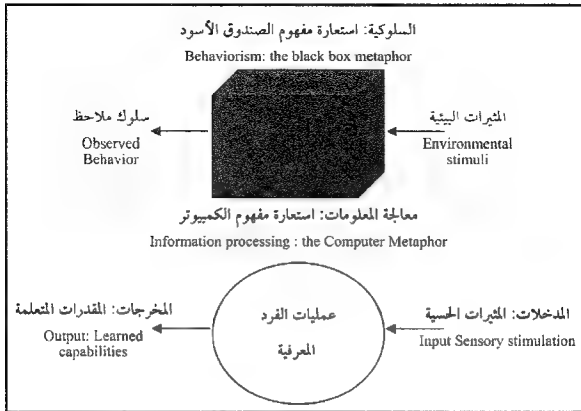 السلوكية: استعارة مفهوم الصندوق الأسود
Behaviorism: the black box metaphor
المثيرات البيئية
Environmental
stimuli
سلوك ملاحظ
Observed
Behavior
معالجة المعلومات: استعارة مفهوم الكمبيوتر
Information processing : the Computer Metaphor
المدخلات: المثيرات الحسية
Input Sensory stimulation
عمليات الفرد
المعرفية
المخرجات: المقدرات المتعلمة
Output: Learned
capabilities